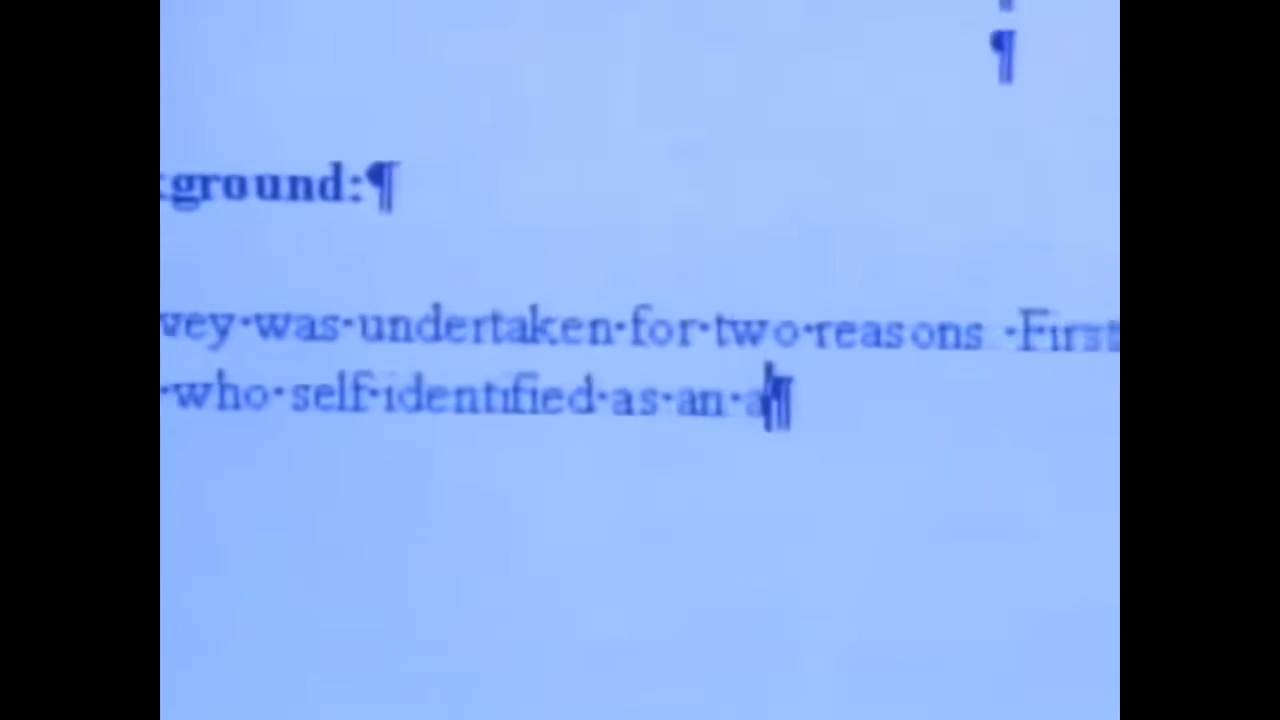 ¶
ground:¶
vey·was·undertaken·for·two·reasons ·First
·who·self-identified·as·an·a¶